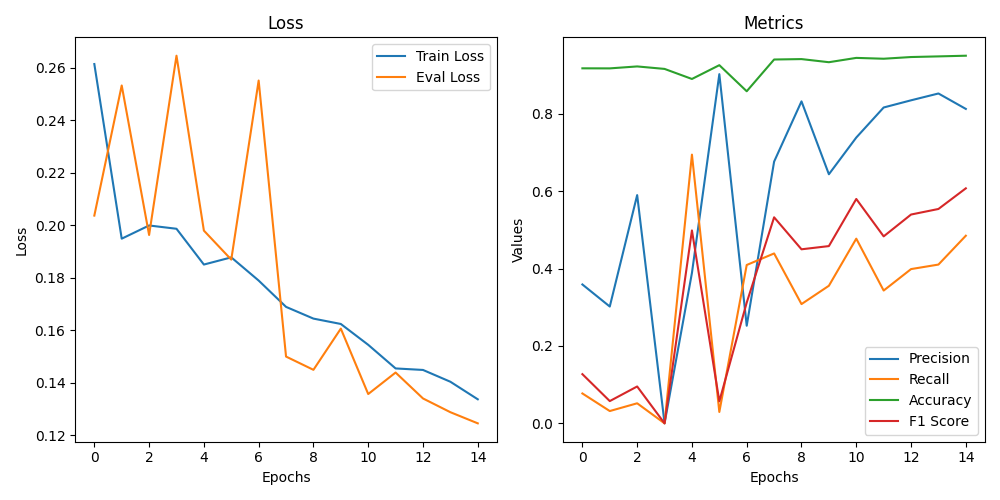 Loss
Train Loss
Eval Loss
0.26
0.24
0.22
0.20
0.18
0.16
0.14
0.12
Loss
0 2 4 6 8 10 12 14
Epochs
Metrics
0.8
0.6
0.4
0.2
0.0
Values
Precision
Recall
Accuracy
F1 Score
0 2 4 6 8 10 12 14
Epochs